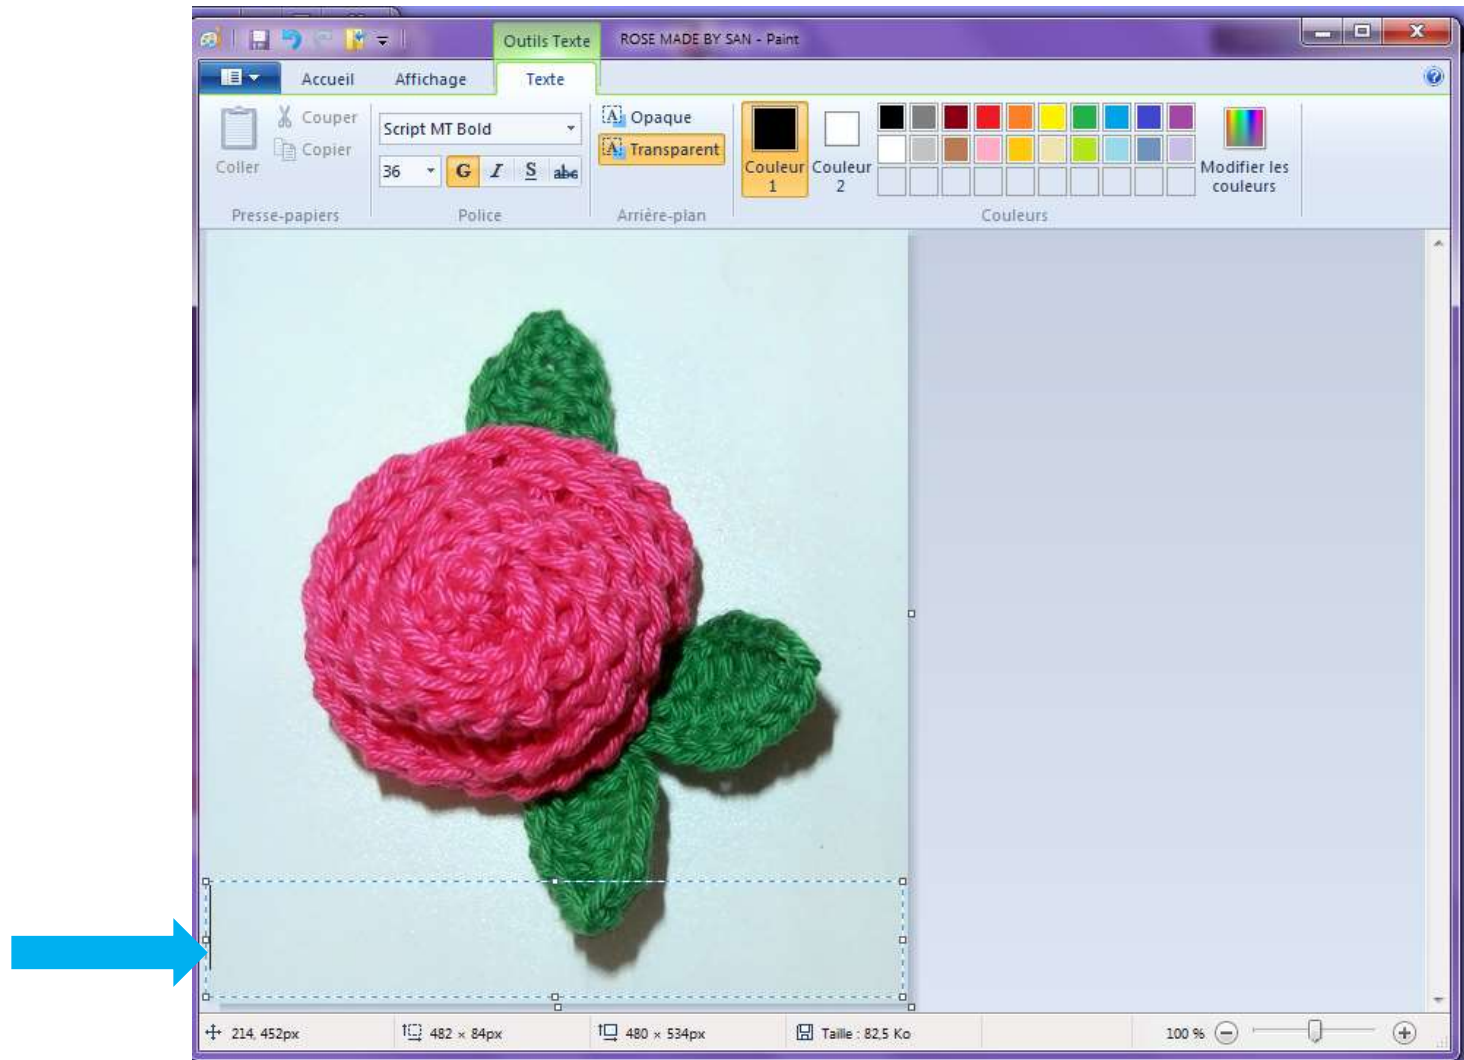 Outils Texte ROSE MADE BY SAN - Paint
Accueil Affichage Texte
Coller
Couper
Copier
Presse-papiers
Script MT Bold
36 G I S abc
Police
Opaque
Transparent
Arrière-plan
Couleur 1
Couleur 2
Modifier les couleurs
Couleurs
214, 452px 482 × 84px 480 × 534px Taille : 82,5 Ko 100 %